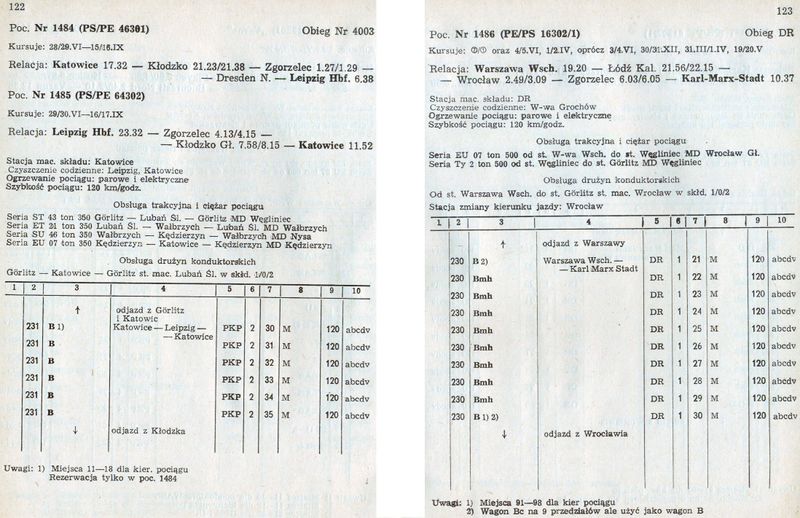 122
Poc. Nr 1484 (PS/PE 46301) Obieg Nr 4003
Kursuje: 28/29.VI—15/16.IX
Relacja: Katowice 17.32 — Kłodzko 21.23/21.38 — Zgorzelec 1.27/1.29 —
— Dresden N. — Leipzig Hbf. 6.38
Poc. Nr 1485 (PS/PE 64302)
Kursuje: 29/30.VI—16/17.IX
Relacja: Leipzig Hbf. 23.32 — Zgorzelec 4.13/4.15 —
— Kłodzko Gł. 7.58/8.15 — Katowice 11.52
Stacja mac. składu: Katowice
Czyszczenie codzienne: Leipzig, Katowice
Ogrzewanie pociągu: parowe i elektryczne
Szybkość pociągu: 120 km/godz.
Obsługa trakcyjna i ciężar pociągu
Seria ST 43 ton 350 Görlitz — Lubań Śl. — Görlitz MD Węgliniec
Seria ET 21 ton 350 Lubań Śl. — Wałbrzych — Lubań Śl. MD Wałbrzych
Seria SU 46 ton 350 Wałbrzych — Kędzierzyn — Wałbrzych MD Nysa
Seria EU 07 ton 350 Kędzierzyn — Katowice — Kędzierzyn MD Kędzierzyn
Obsługa drużyn konduktorskich
Görlitz — Katowice — Görlitz st. mac. Lubań Śl. w skłd. 1/0/2
1 2 3 4 5 6 7 8 9 10
↑ odjazd z Görlitz
i Katowic
231 B 1) Katowice — Leipzig — PKP 2 30 M 120 abcdv
— Katowice
231 B PKP 2 31 M 120 abcdv
231 B PKP 2 32 M 120 abcdv
231 B PKP 2 33 M 120 abcdv
231 B PKP 2 34 M 120 abcdv
231 B PKP 2 35 M 120 abcdv
↓ odjazd z Kłodzka
Uwagi: 1) Miejsca 11—18 dla kier. pociągu
Rezerwacja tylko w poc. 1484
123
Poc. Nr 1486 (PE/PS 16302/1) Obieg DR
Kursuje: ⑦/① oraz 4/5.VI, 1/2.IV, oprócz 3/4.VI, 30/31.XII, 31.III/1.IV, 19/20.V
Relacja: Warszawa Wsch. 19.20 — Łódź Kal. 21.56/22.15 —
— Wrocław 2.49/3.09 — Zgorzelec 6.03/6.05 — Karl-Marx-Stadt 10.37
Stacja mac. składu: DR
Czyszczenie codzienne: W-wa Grochów
Ogrzewanie pociągu: parowe i elektryczne
Szybkość pociągu: 120 km/godz.
Obsługa trakcyjna i ciężar pociągu
Seria EU 07 ton 500 od st. W-wa Wsch. do st. Węgliniec MD Wrocław Gł.
Seria Ty 2 ton 500 od st. Węgliniec do st. Görlitz MD Węgliniec
Obsługa drużyn konduktorskich
Od st. Warszawa Wsch. do st. Görlitz st. mac. Wrocław w skłd. 1/0/2
Stacja zmiany kierunku jazdy: Wrocław
1 2 3 4 5 6 7 8 9 10
↑ odjazd z Warszawy
230 B 2) Warszawa Wsch. — DR 1 21 M 120 abcdv
— Karl Marx Stadt
230 Bmh DR 1 22 M 120 abcdv
230 Bmh DR 1 23 M 120 abcdv
230 Bmh DR 1 24 M 120 abcdv
230 Bmh DR 1 25 M 120 abcdv
230 Bmh DR 1 26 M 120 abcdv
230 Bmh DR 1 27 M 120 abcdv
230 Bmh DR 1 28 M 120 abcdv
230 Bmh DR 1 29 M 120 abcdv
230 B 1) 2) DR 1 30 M 120 abcdv
↓ odjazd z Wrocławia
Uwagi: 1) Miejsca 91—98 dla kier pociągu
2) Wagon Bc na 9 przedziałów ale użyć jako wagon B